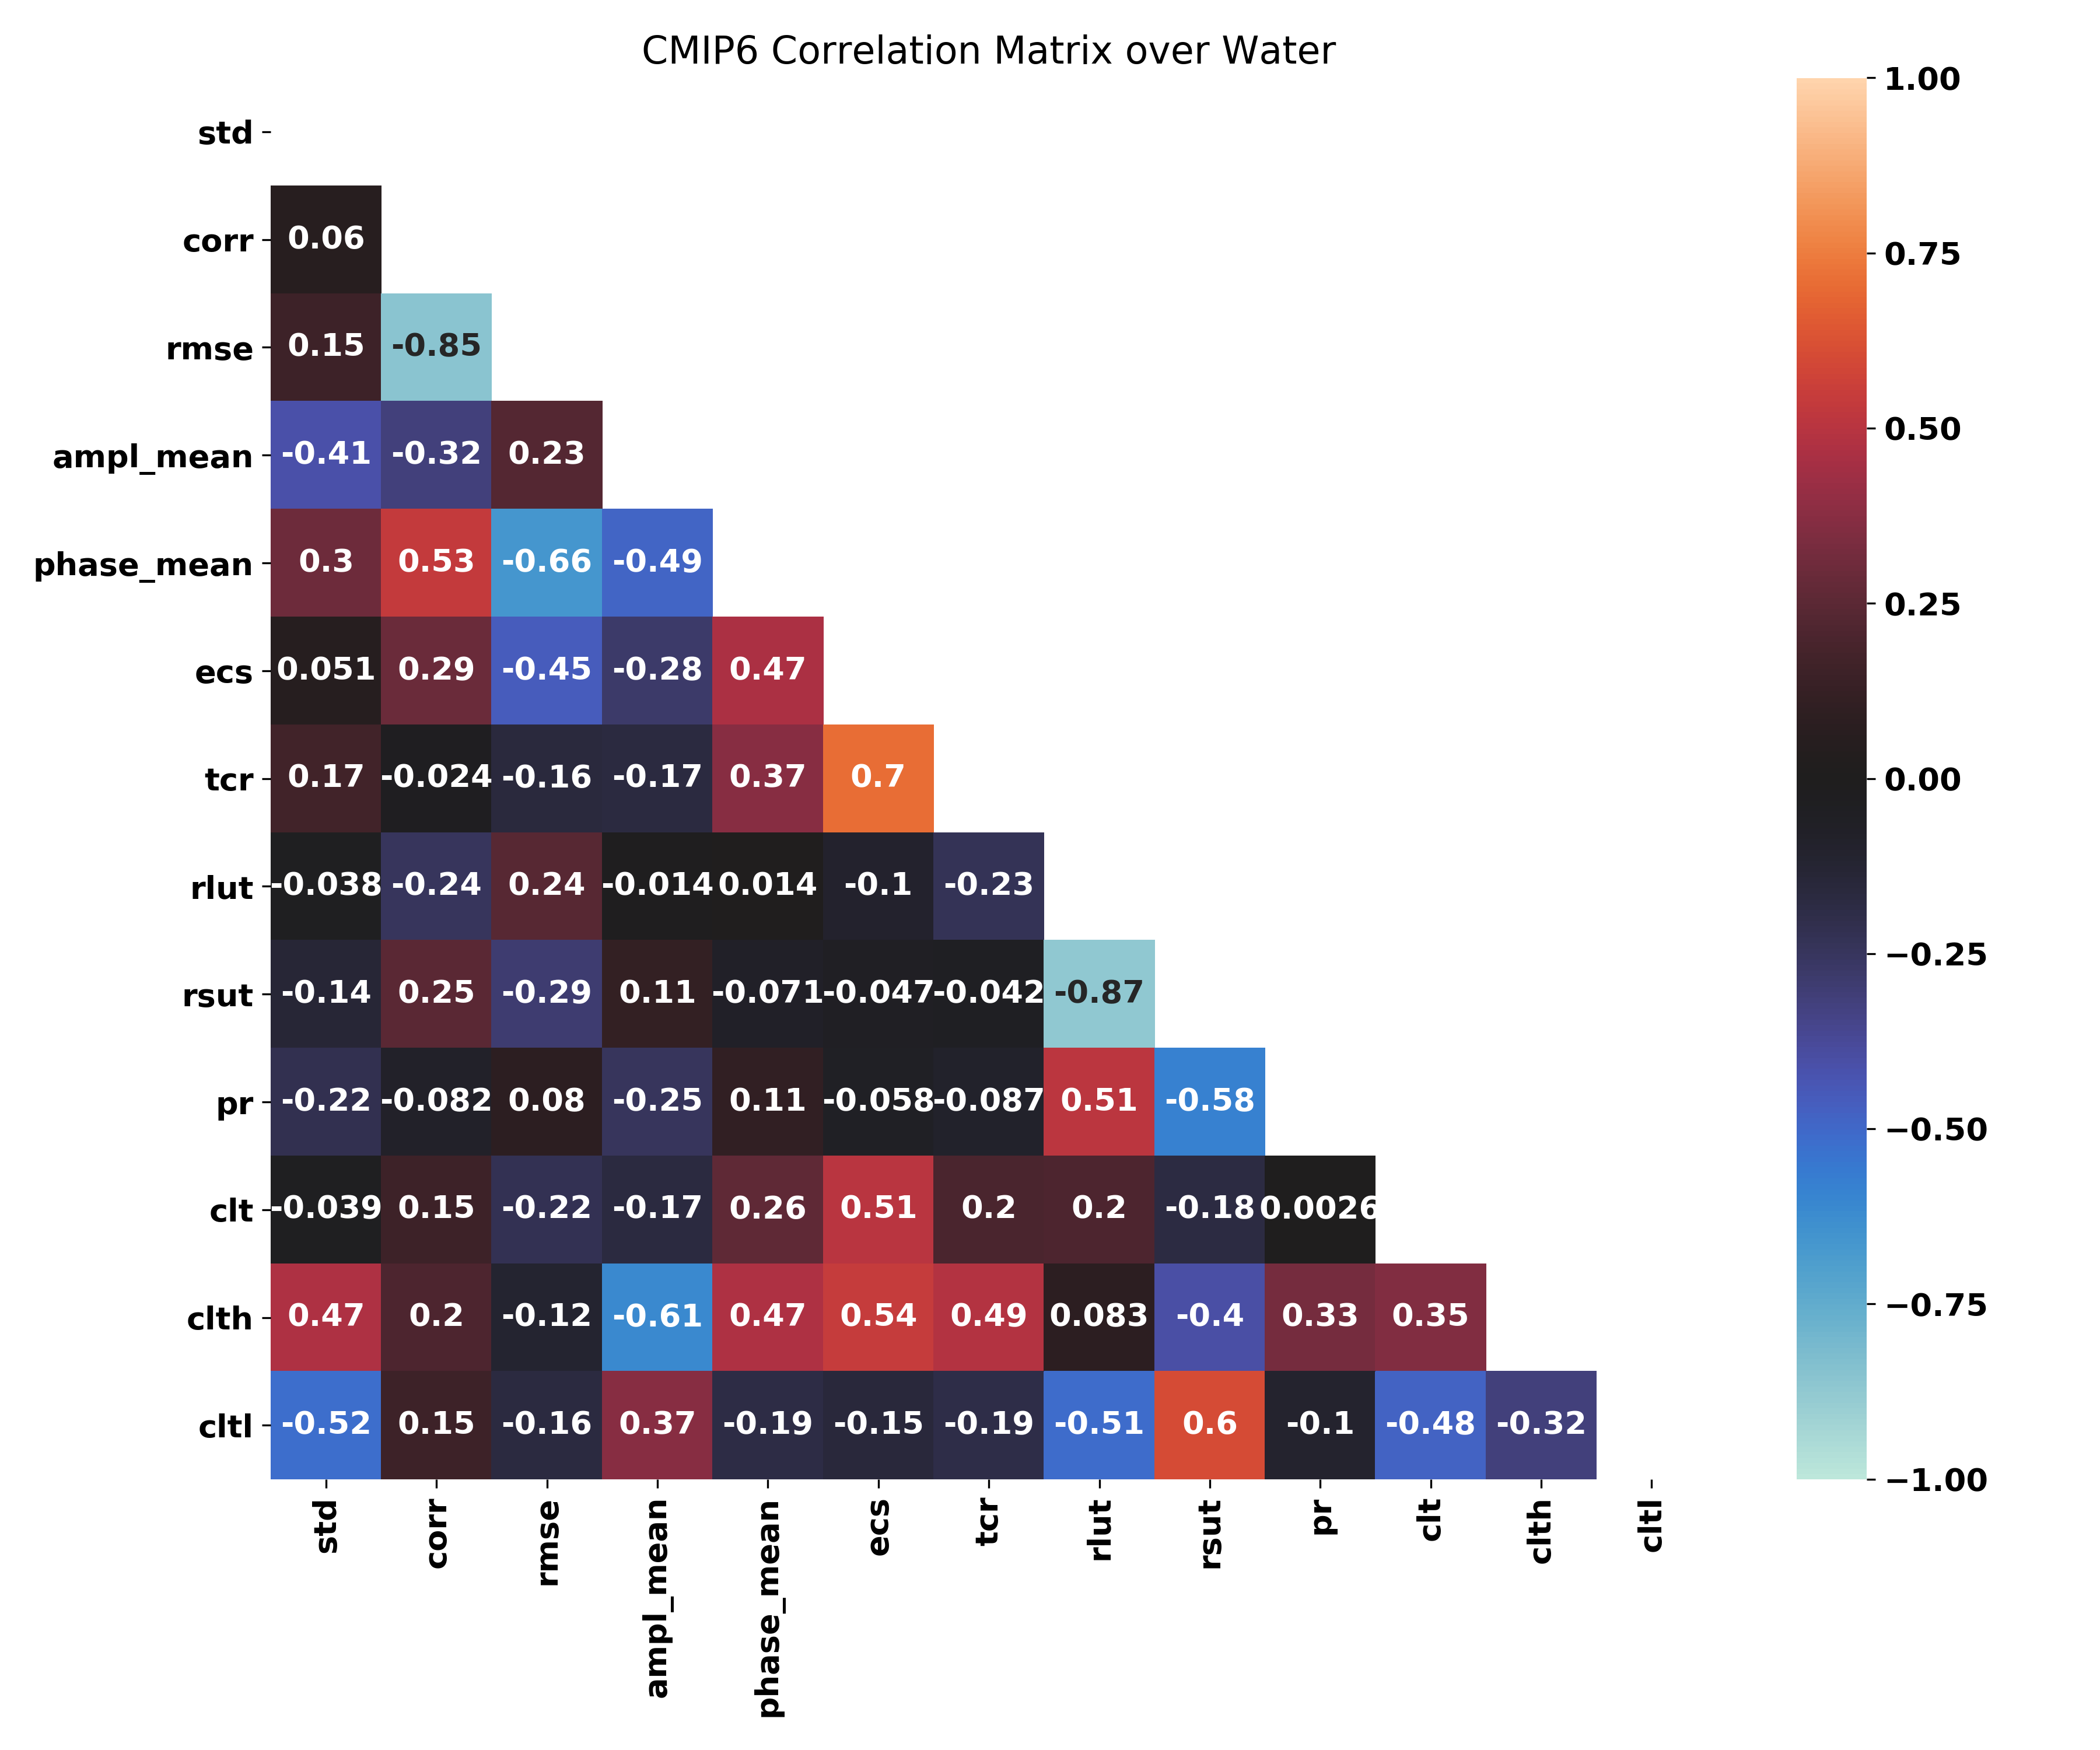 CMIP6 Correlation Matrix over Water
std
corr 0.06
rmse 0.15 -0.85
ampl_mean -0.41 -0.32 0.23
phase_mean 0.3 0.53 -0.66 -0.49
ecs 0.051 0.29 -0.45 -0.28 0.47
tcr 0.17 -0.024 -0.16 -0.17 0.37 0.7
rlut -0.038 -0.24 0.24 -0.014 0.014 -0.1 -0.23
rsut -0.14 0.25 -0.29 0.11 -0.071 -0.047 -0.042 -0.87
pr -0.22 -0.082 0.08 -0.25 0.11 -0.058 -0.087 0.51 -0.58
clt -0.039 0.15 -0.22 -0.17 0.26 0.51 0.2 0.2 -0.18 0.0026
clth 0.47 0.2 -0.12 -0.61 0.47 0.54 0.49 0.083 -0.4 0.33 0.35
cltl -0.52 0.15 -0.16 0.37 -0.19 -0.15 -0.19 -0.51 0.6 -0.1 -0.48 -0.32
std corr rmse ampl_mean phase_mean ecs tcr rlut rsut pr clt clth cltl
1.00
0.75
0.50
0.25
0.00
−0.25
−0.50
−0.75
−1.00